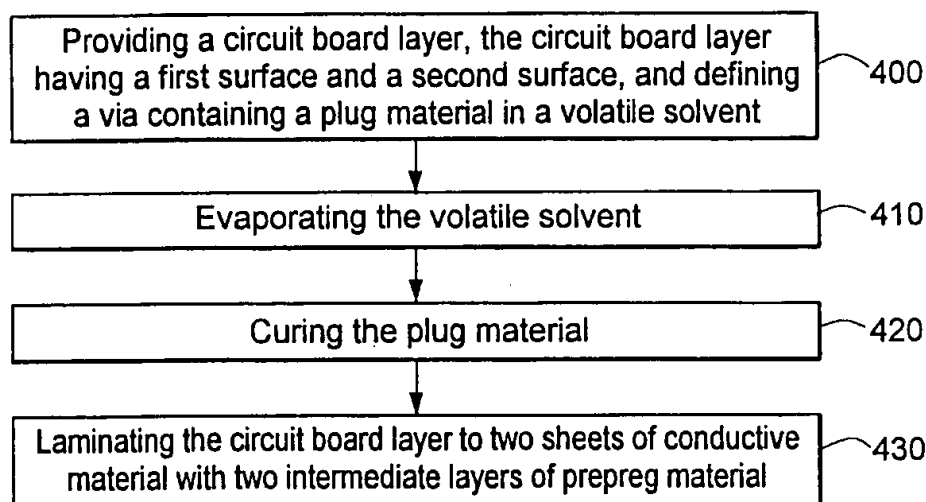 Providing a circuit board layer, the circuit board layer
having a first surface and a second surface, and defining
a via containing a plug material in a volatile solvent
400
Evaporating the volatile solvent
410
Curing the plug material
420
Laminating the circuit board layer to two sheets of conductive
material with two intermediate layers of prepreg material
430